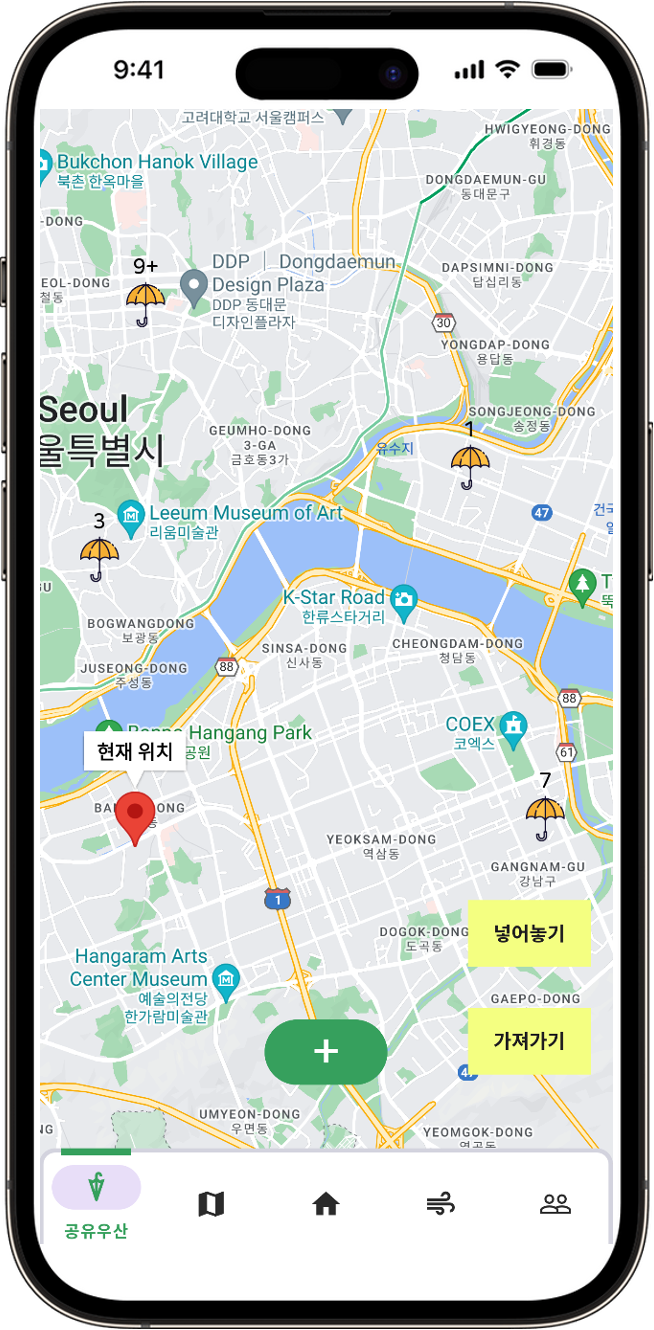 9:41
고려대학교 서울캠퍼스
HWIGYEONG-DONG
휘경동
Bukchon Hanok Village
북촌 한옥마을
DONGDAEMUN-GU
동대문구
-DONG
9+
DDP | Dongdaemun
Design Plaza
DDP 동대문
디자인플라자
EOL-DONG
철동
DAPSIMNI-DONG
답십리동
30
YONGDAP-DONG
용답동
Seoul
울특별시
SONGJEONG-DONG
송정동
1
GEUMHO-DONG
3-GA
금호동3가
유수지
3
Leeum Museum of Art
리움미술관
47
건국
GU
K-Star Road
한류스타거리
T
뚝
BOGWANGDONG
보광동
SINSA-DONG
신사동
CHEONGDAM-DONG
청담동
JUSEONG-DONG
주성동
88
88
COEX
코엑스
61
Hangang Park
공원
현재 위치
7
BA
ONG
동
YEOKSAM-DONG
역삼동
GANGNAM-GU
강남구
1
DOGOK-DONG
도곡동
넣어놓기
Hangaram Arts
Center Museum
예술의전당
한가람미술관
GAEPO-DONG
가져가기
+
UMYEON-DONG
우면동
YEOMGOK-DONG
염곡동
NG
공유우산